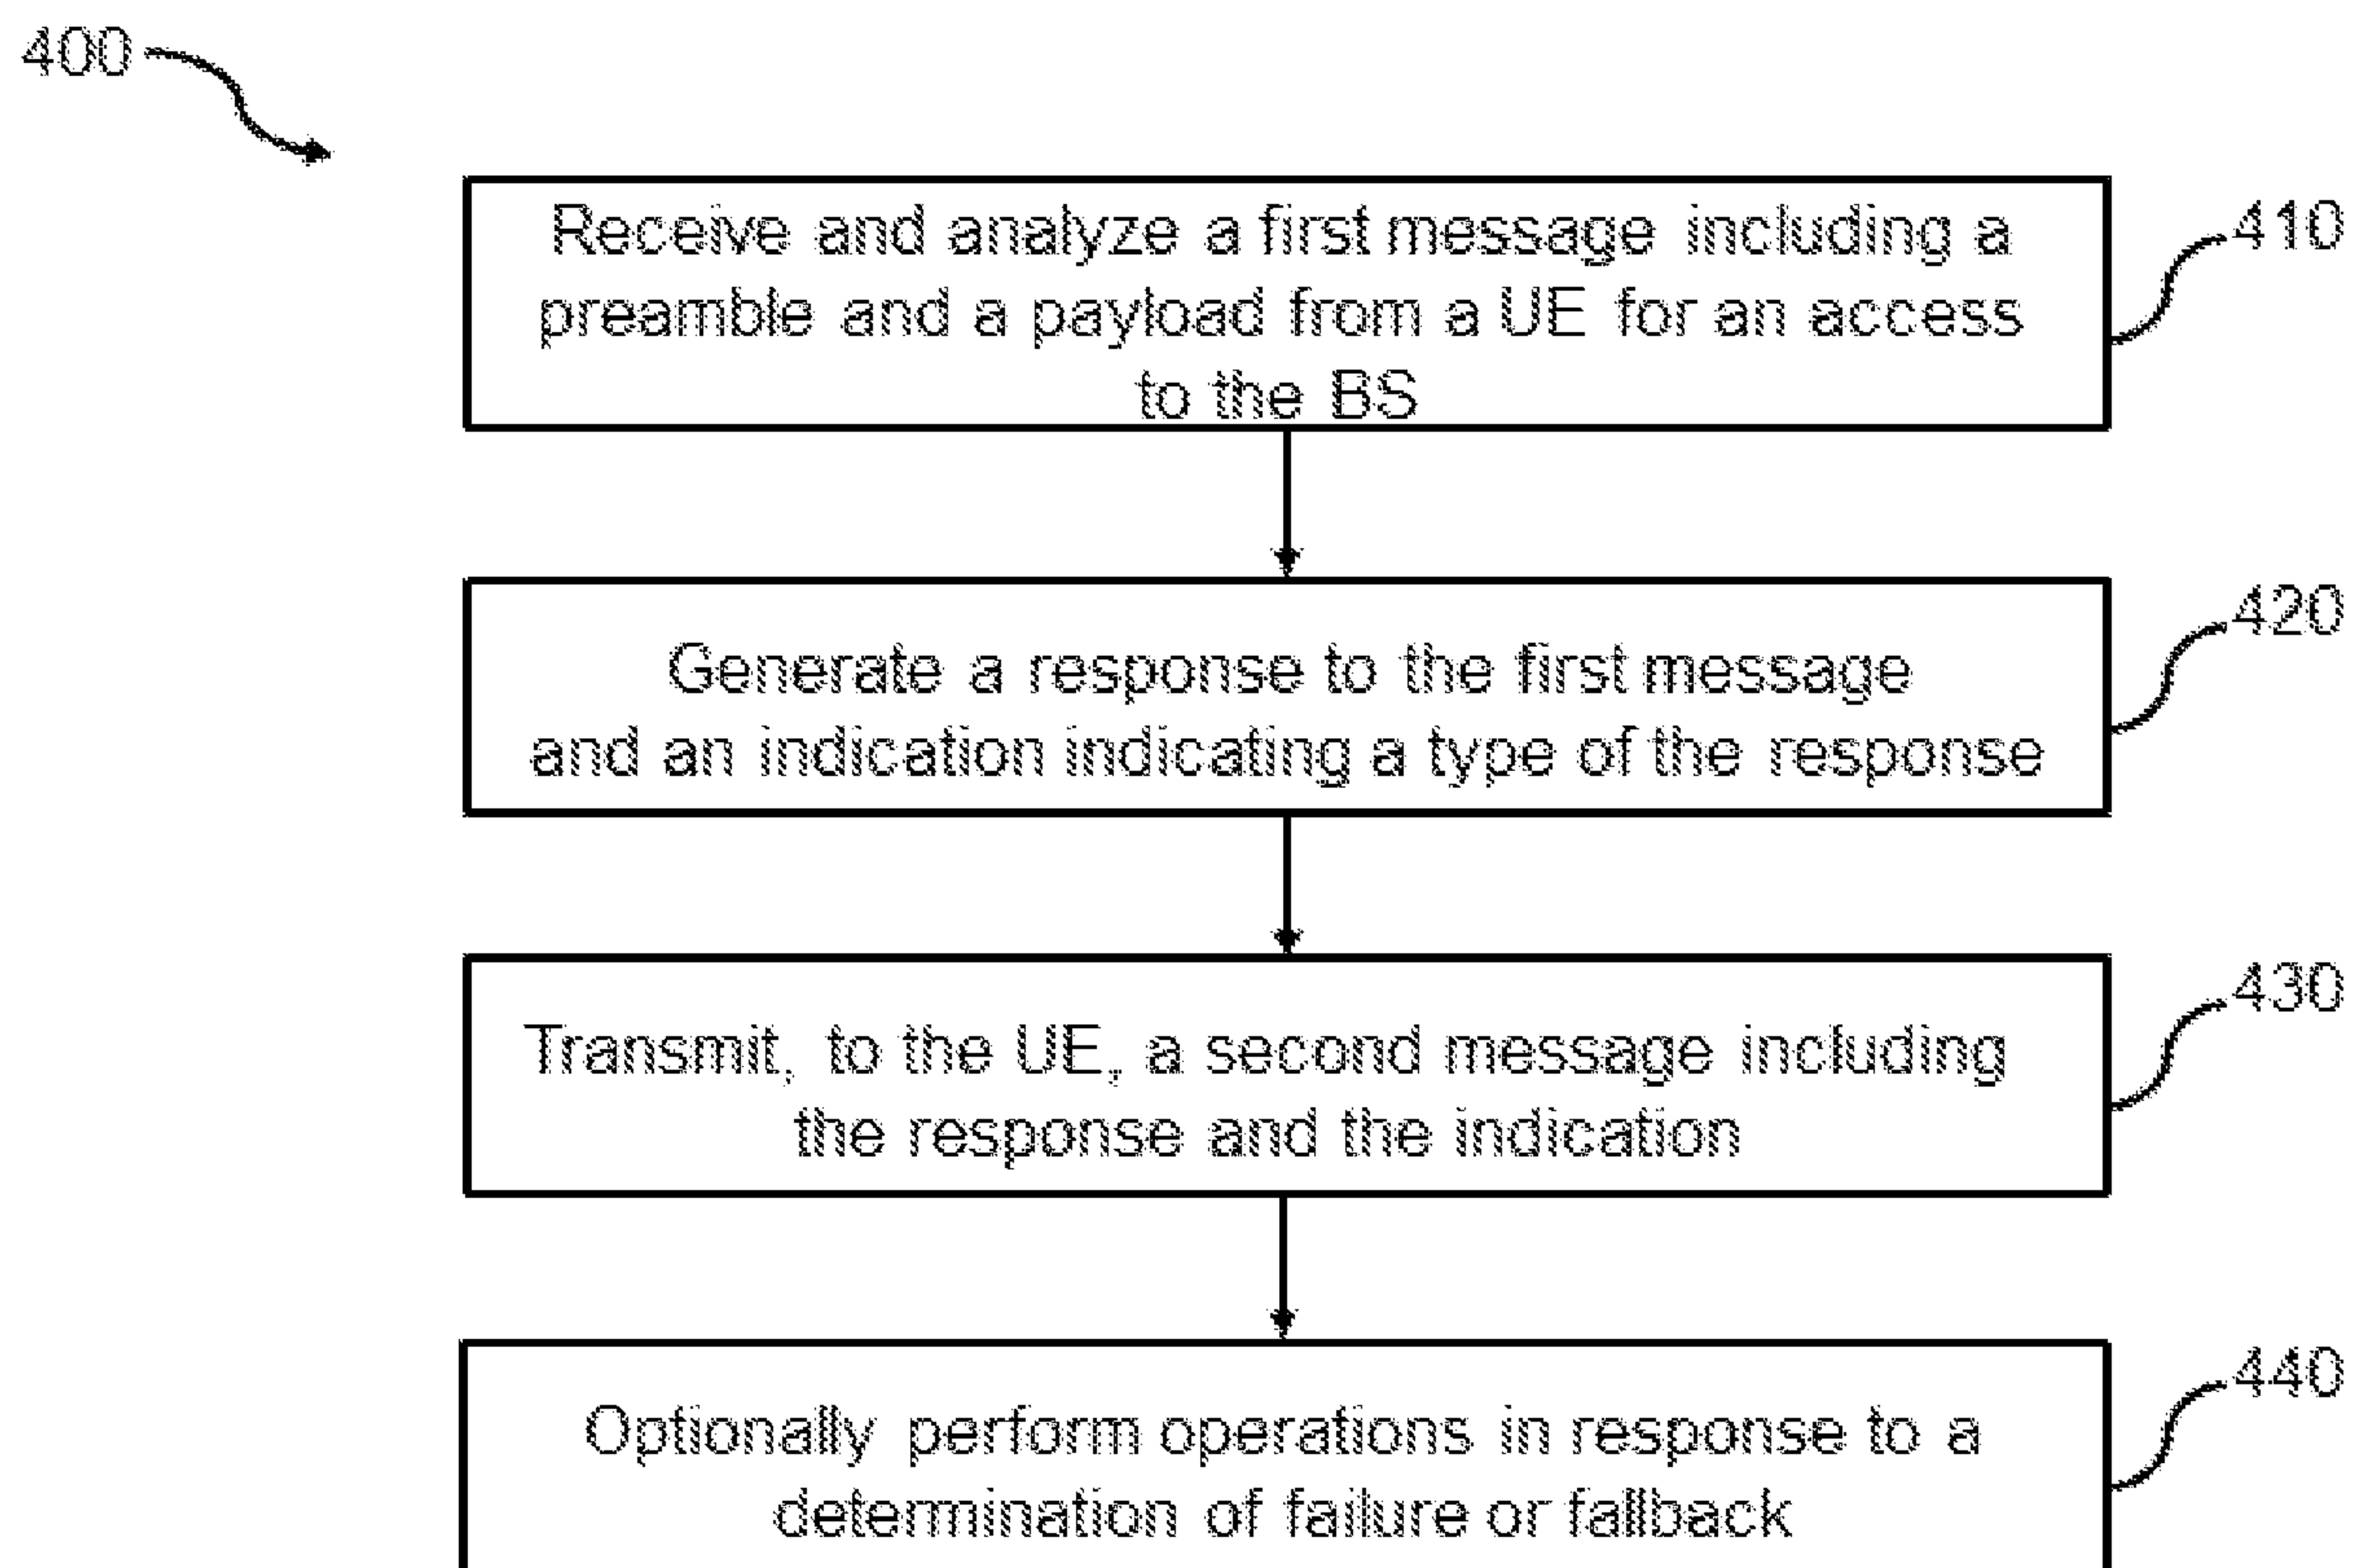 400
Receive and analyze a first message including a
410
preamble and a payload from a UE for an access
to the BS
420
Generate a response to the first message
and an indication indicating a type of the response
430
Transmit, to the UE, a second message including
the response and the indication
440
Optionally perform operations in response to a
determination of failure or fallback